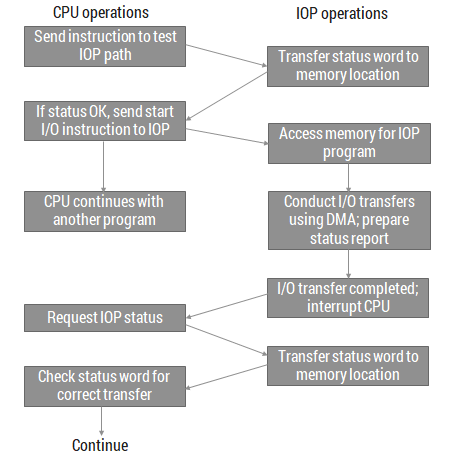 CPU operations
IOP operations
Send instruction to test
IOP path
Transfer status word to
memory location
If status OK, send start
I/O instruction to IOP
Access memory for IOP
program
CPU continues with
another program
Conduct I/O transfers
using DMA; prepare
status report
I/O transfer completed;
interrupt CPU
Request IOP status
Transfer status word to
memory location
Check status word for
correct transfer
Continue